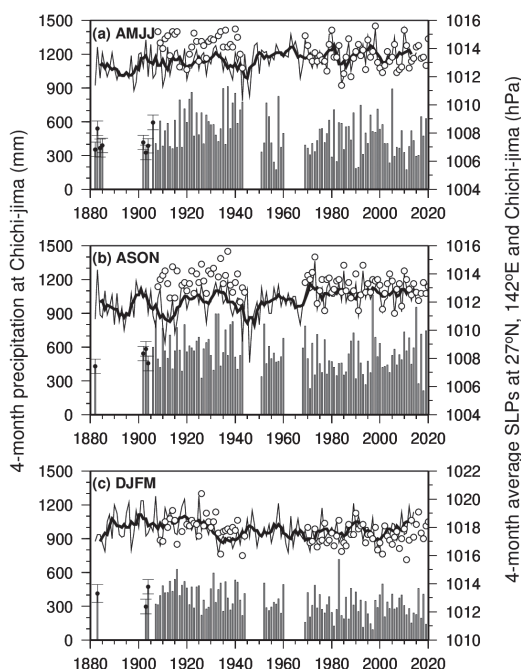 4-month precipitation at Chichi-jima (mm)
4-month average SLPs at 27ºN, 142ºE and Chichi-jima (hPa)
(a) AMJJ
1500 1016
1200 1014
900 1012
1010
600 1008
300 1006
0 1004
1880 1900 1920 1940 1960 1980 2000 2020
(b) ASON
1500 1016
1200 1014
900 1012
1010
600 1008
300 1006
0 1004
1880 1900 1920 1940 1960 1980 2000 2020
(c) DJFM
1500 1022
1200 1020
900 1018
1016
600 1014
300 1012
0 1010
1880 1900 1920 1940 1960 1980 2000 2020